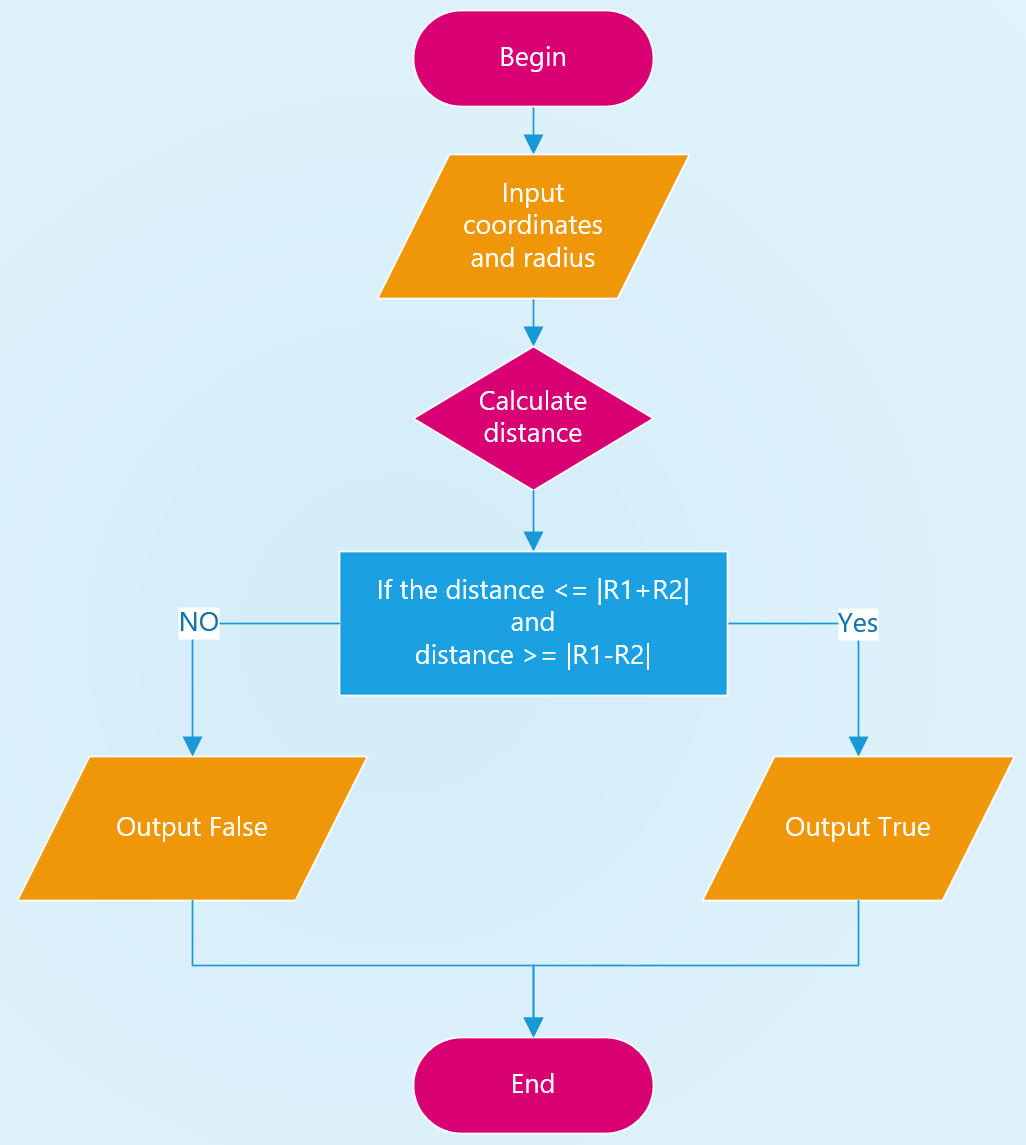 Begin
Input
coordinates
and radius
Calculate
distance
If the distance <= |R1+R2|
and
distance >= |R1-R2|
NO
Yes
Output False
Output True
End